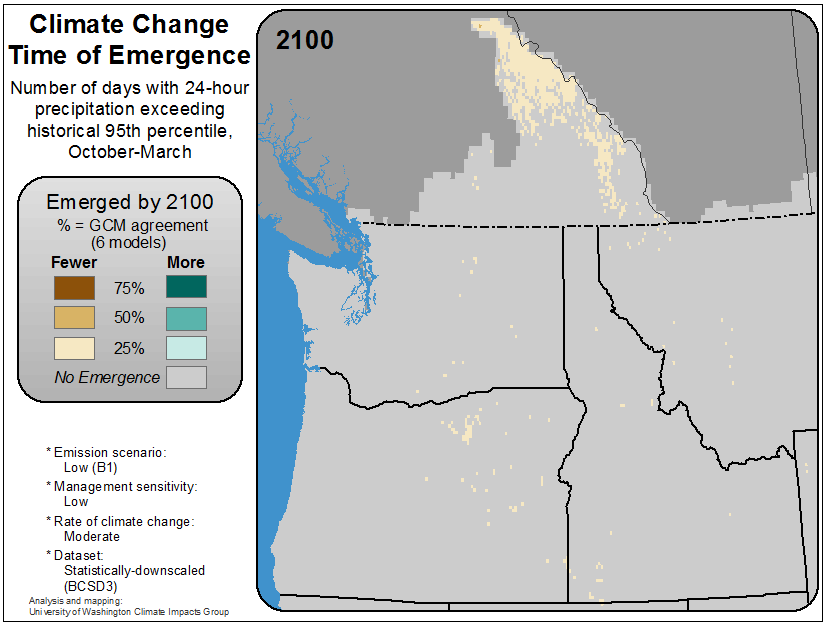 Climate Change
Time of Emergence
Number of days with 24-hour
precipitation exceeding
historical 95th percentile,
October-March
Emerged by 2100
% = GCM agreement
(6 models)
Fewer More
75%
50%
25%
No Emergence
* Emission scenario:
Low (B1)
* Management sensitivity:
Low
* Rate of climate change:
Moderate
* Dataset:
Statistically-downscaled
(BCSD3)
Analysis and mapping:
University of Washington Climate Impacts Group
2100